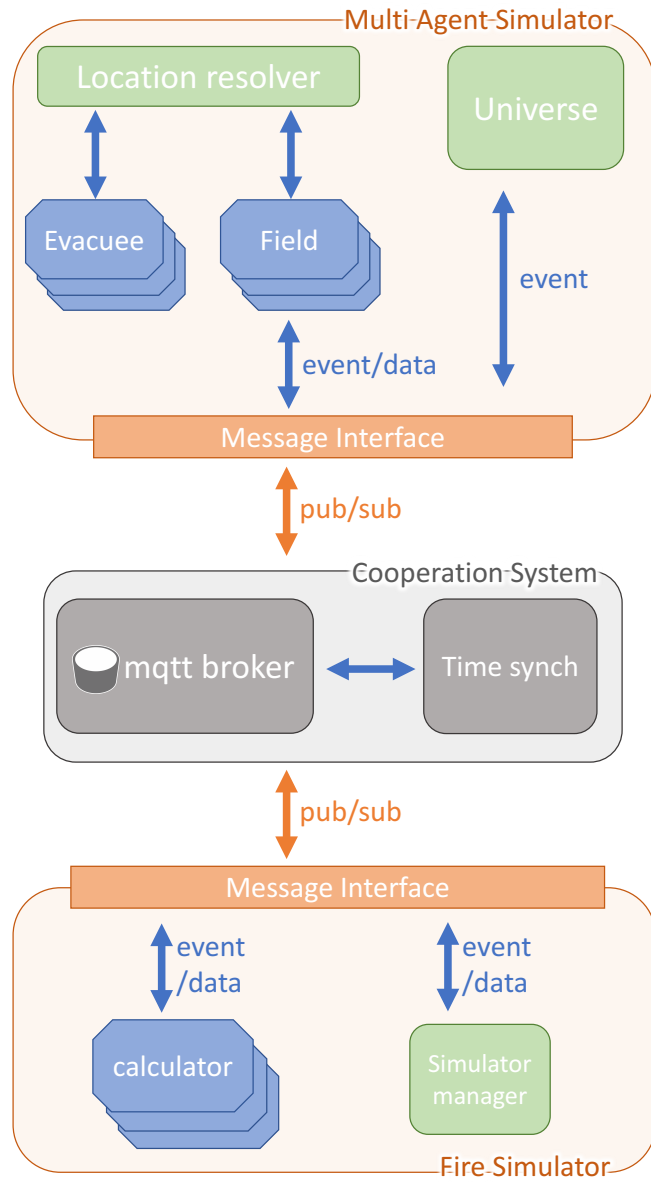 Multi Agent Simulator
Location resolver
Universe
Evacuee
Field
event
event/data
Message Interface
pub/sub
Cooperation System
mqtt broker
Time synch
pub/sub
Message Interface
event
/data
event
/data
calculator
Simulator
manager
Fire Simulator